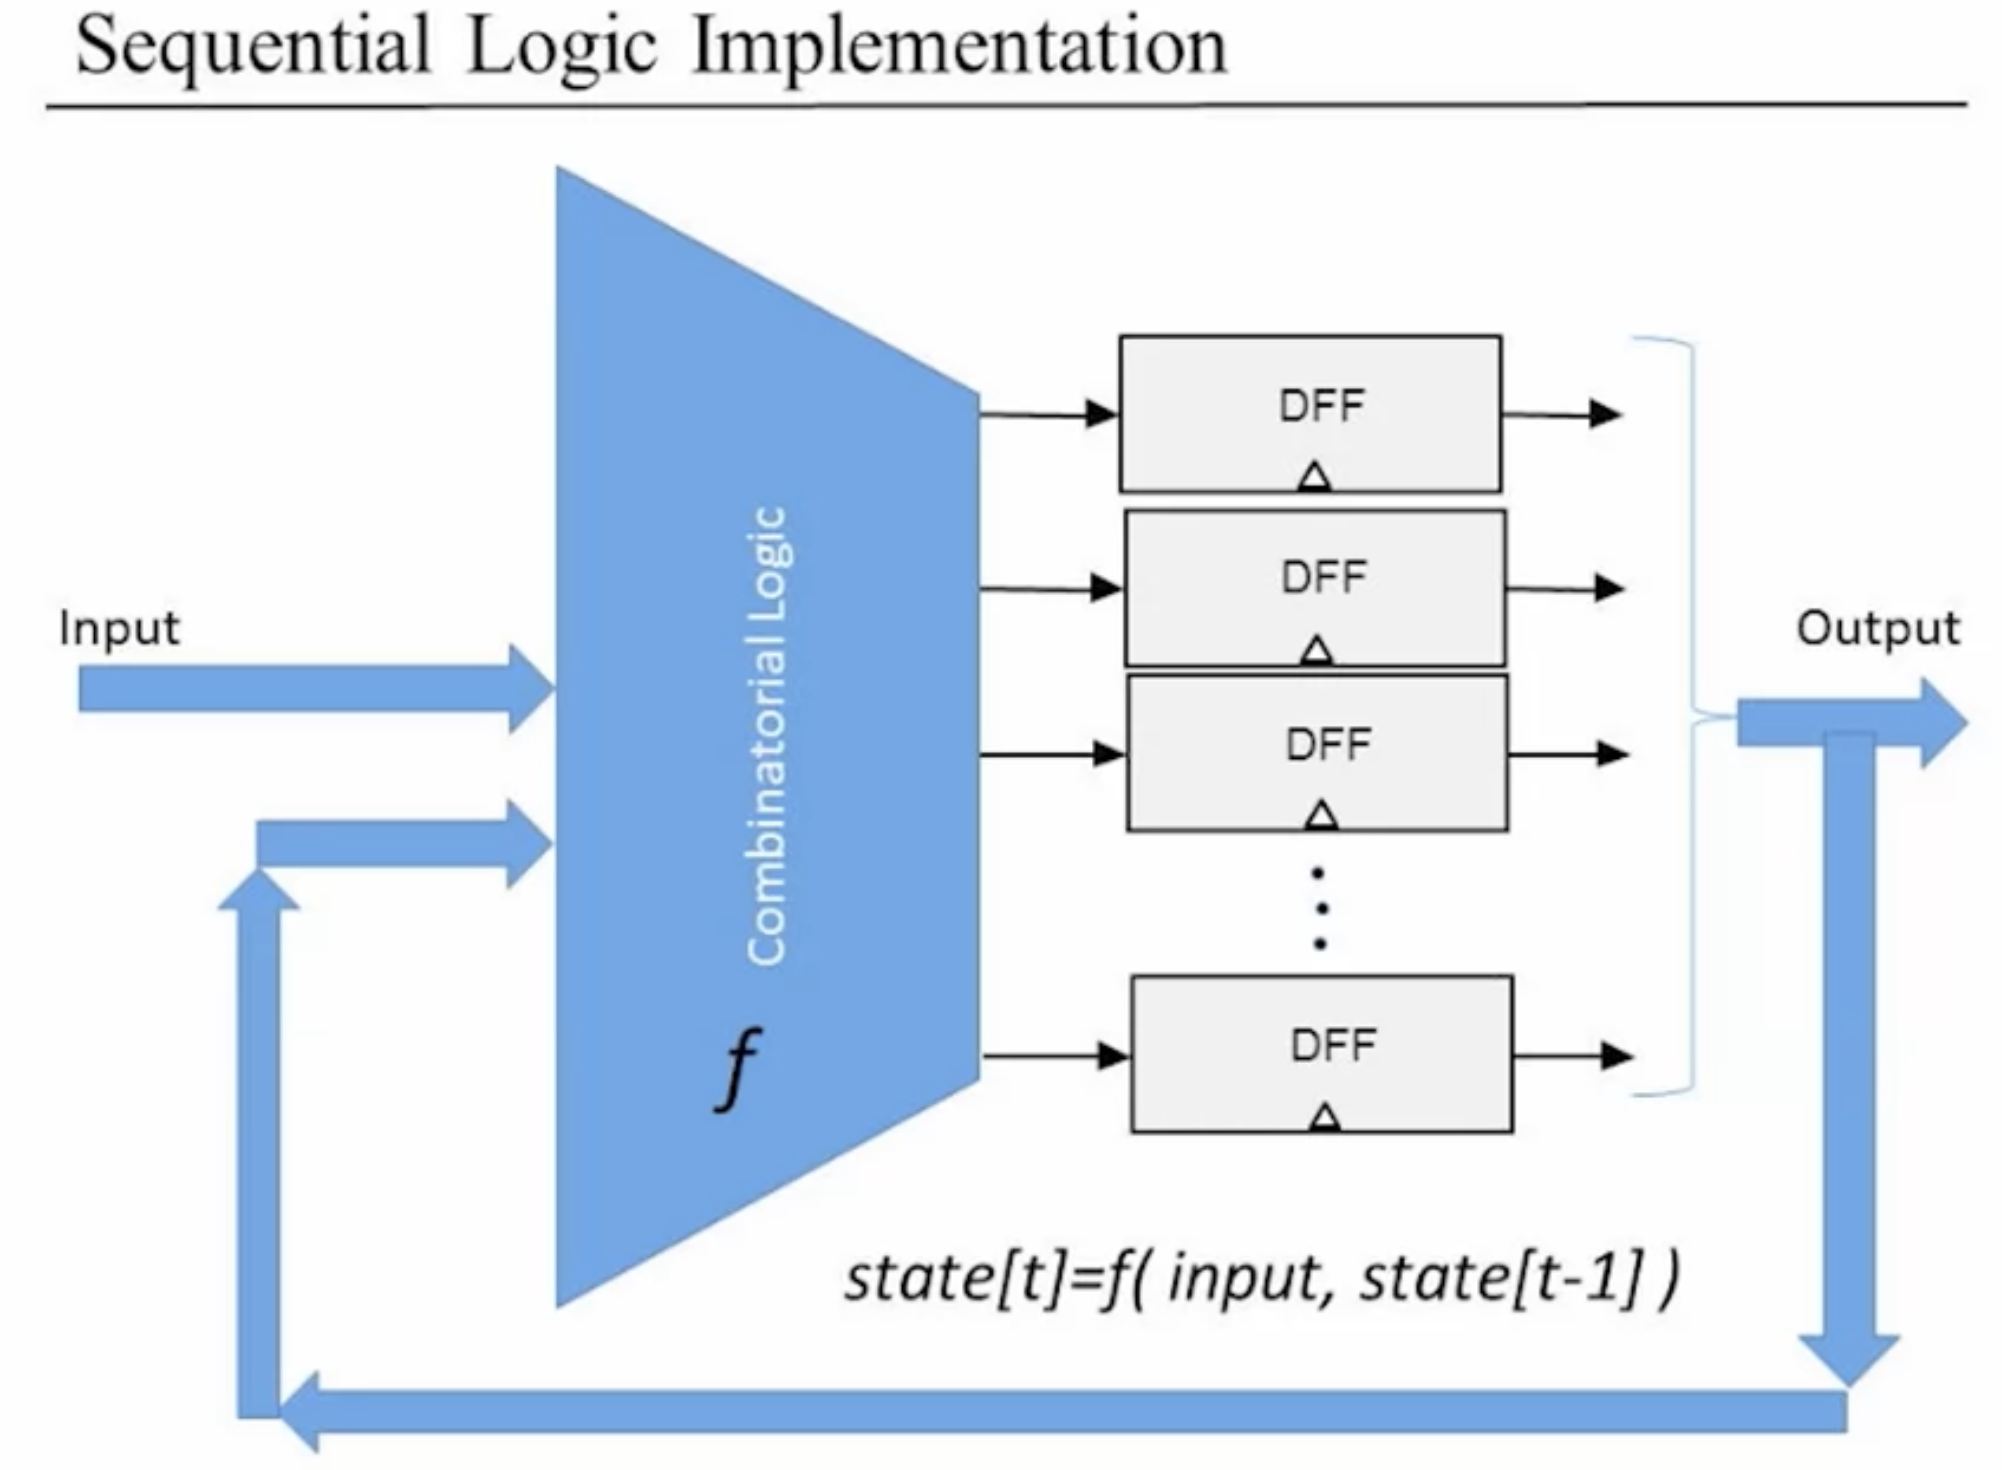 Sequential Logic Implementation
Input
Combinatorial Logic
f
DFF
DFF
DFF
DFF
Output
state[t]=f( input, state[t-1] )